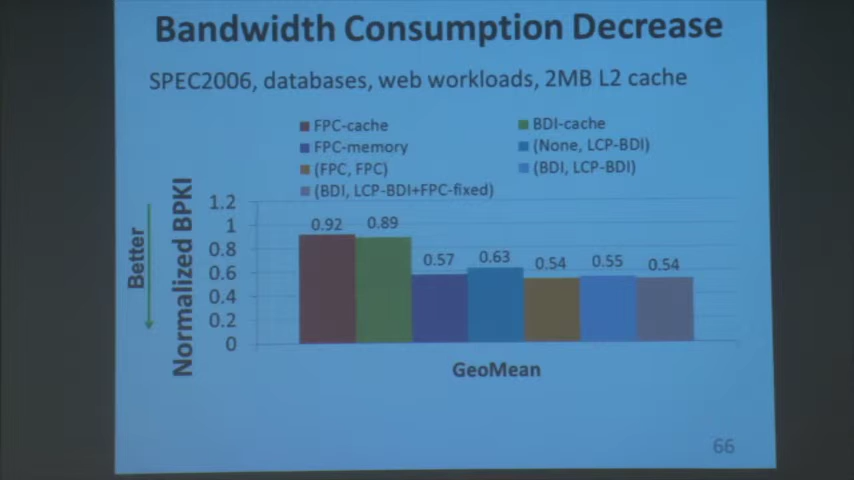 Bandwidth Consumption Decrease
SPEC2006, databases, web workloads, 2MB L2 cache
FPC-cache
BDI-cache
FPC-memory
(None, LCP-BDI)
(FPC, FPC)
(BDI, LCP-BDI)
(BDI, LCP-BDI+FPC-fixed)
Better
Normalized BPKI
1.2
1
0.8
0.6
0.4
0.2
0
0.92
0.89
0.57
0.63
0.54
0.55
0.54
GeoMean
66